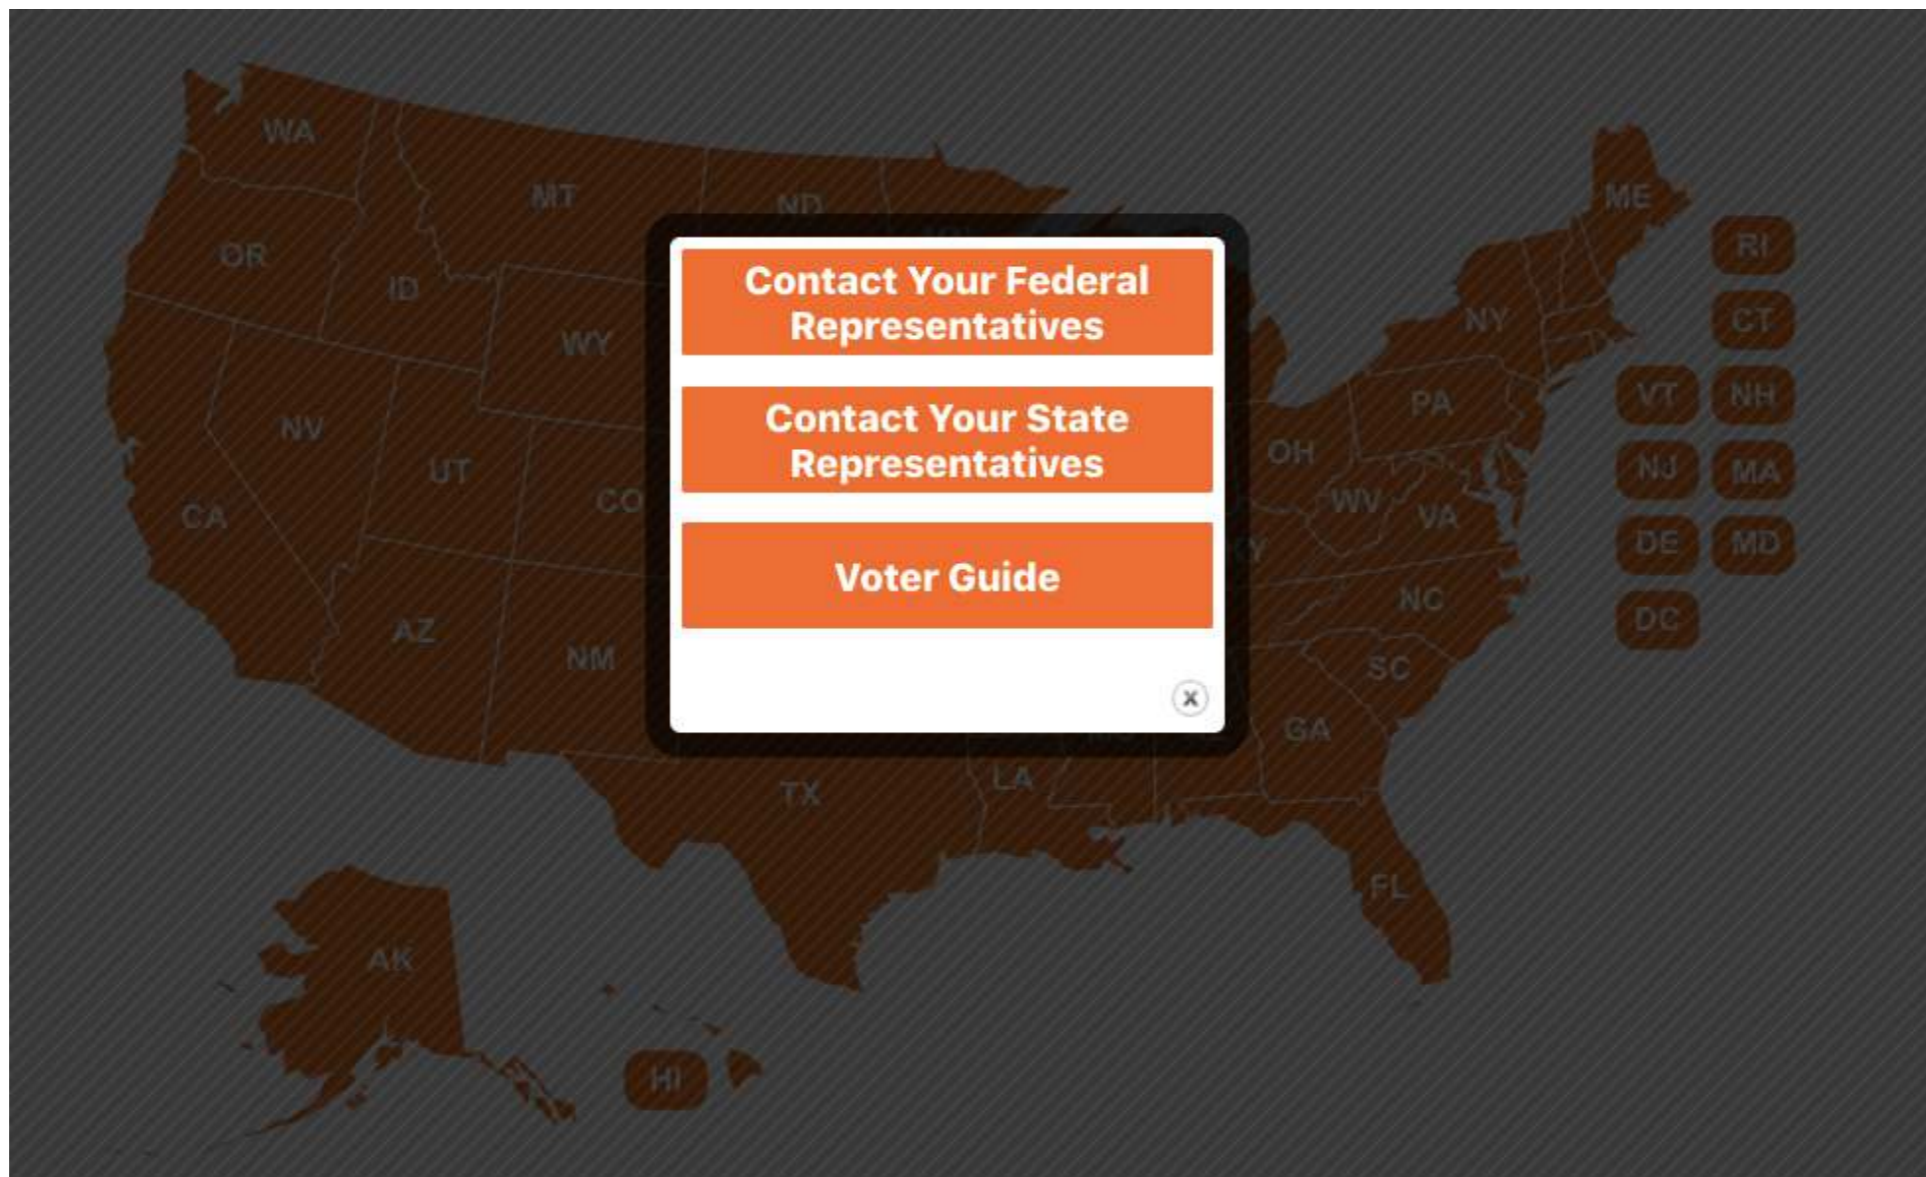 WA
MT
ND
ME
OR
ID
RI
Contact Your Federal
Representatives
WY
NY
CT
VT
NH
PA
Contact Your State
Representatives
NV
UT
CO
OH
NJ
MA
CA
WV
VA
DE
MD
KY
Voter Guide
AZ
NM
NC
DC
SC
x
GA
TX
LA
FL
AK
HI